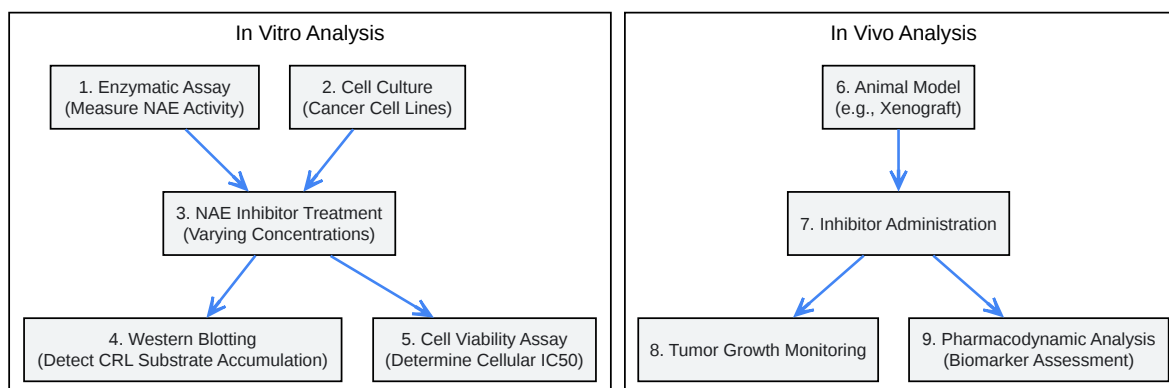 In Vitro Analysis
1. Enzymatic Assay
(Measure NAE Activity)
2. Cell Culture
(Cancer Cell Lines)
3. NAE Inhibitor Treatment
(Varying Concentrations)
4. Western Blotting
(Detect CRL Substrate Accumulation)
5. Cell Viability Assay
(Determine Cellular IC50)
In Vivo Analysis
6. Animal Model
(e.g., Xenograft)
7. Inhibitor Administration
8. Tumor Growth Monitoring
9. Pharmacodynamic Analysis
(Biomarker Assessment)